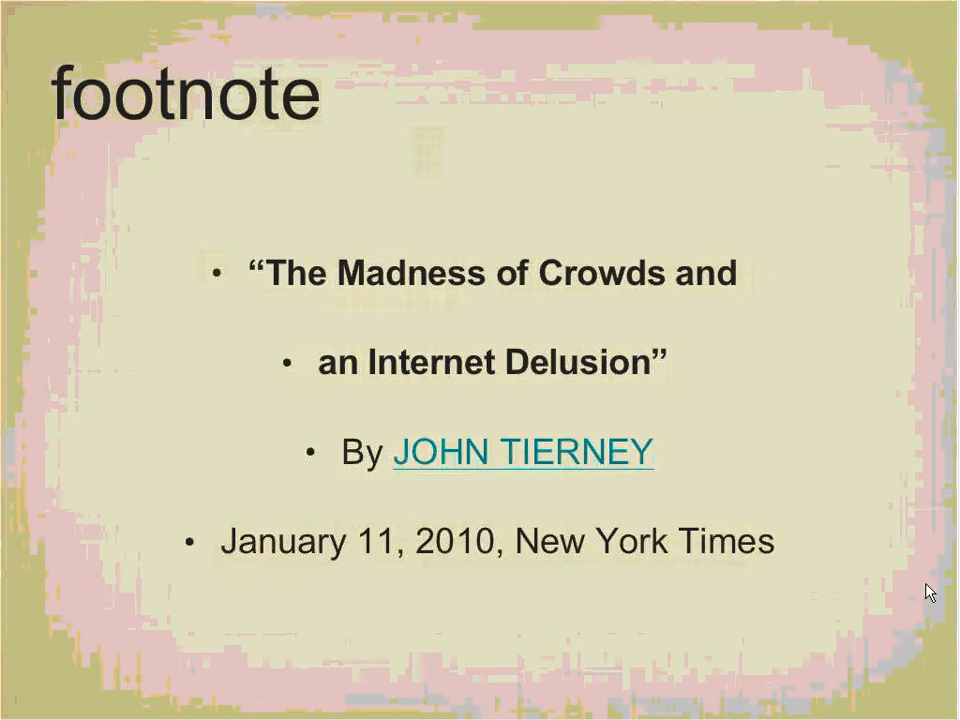 footnote
• “The Madness of Crowds and
• an Internet Delusion”
• By JOHN TIERNEY
• January 11, 2010, New York Times